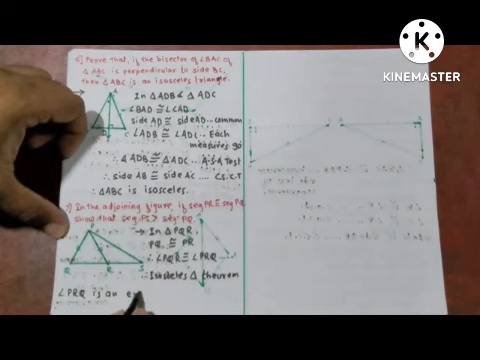 6] Prove that, if the bisector of ∠BAC of
△ABC is perpendicular to side BC,
then △ABC is an isosceles triangle.
→ In △ADB & △ADC
∠BAD ≅ ∠CAD
side AD ≅ side AD... common
∠ADB ≅ ∠ADC... Each
measures 90
∴ △ADB ≅ △ADC... A-S-A test
∴ side AB ≅ side AC .... C.S.C.T
∴ △ABC is isosceles.
7) In the adjoining figure, if seg PR ≅ seg PQ
show that seg PS > seg PQ.
→ In △PQR,
PQ ≅ PR
∴ ∠PQR ≅ ∠PRQ
∴ Isosceles △ theorem
∠PRQ is an
A
B
D
P
Q
R
S
K
KINEMASTER